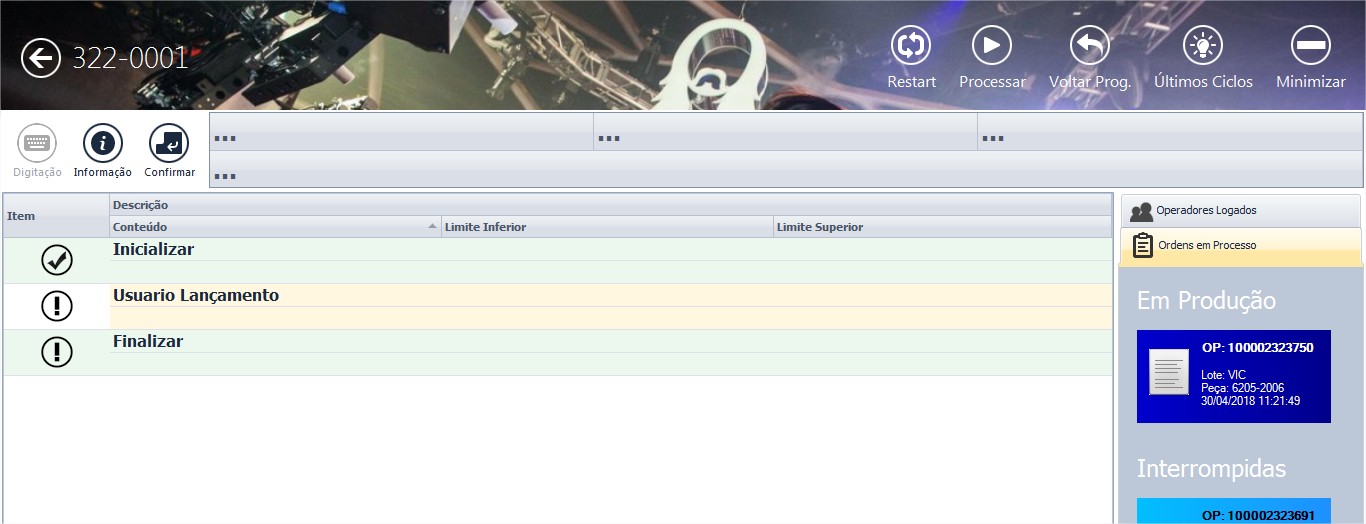 322-0001
Restart
Processar
Voltar Prog.
Últimos Ciclos
Minimizar
Digitação
Informação
Confirmar
...
...
...
...
Item
Descrição
Conteúdo
Limite Inferior
Limite Superior
Inicializar
Usuario Lançamento
Finalizar
Operadores Logados
Ordens em Processo
Em Produção
OP: 100002323750
Lote: VIC
Peça: 6205-2006
30/04/2018 11:21:49
Interrompidas
OP: 100002323691